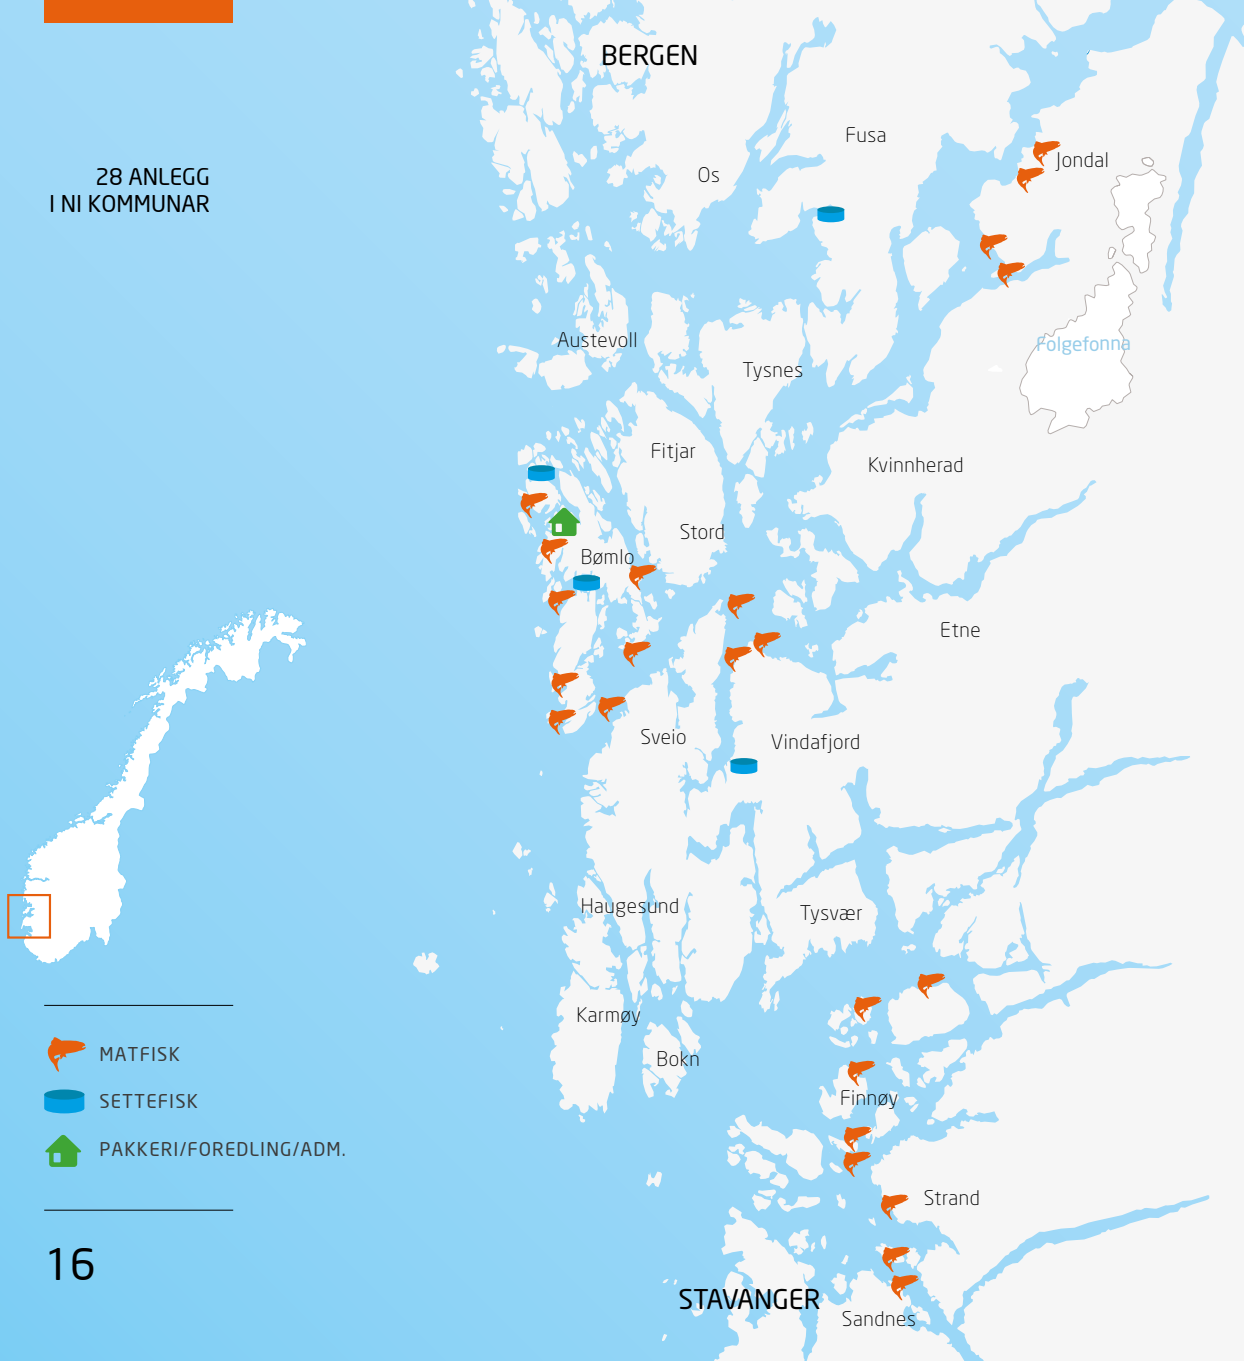 28 ANLEGG
I NI KOMMUNAR
BERGEN
Fusa
Jondal
Os
Folgefonna
Austevoll
Tysnes
Fitjar
Kvinnherad
Stord
Bømlo
Etne
Sveio
Vindafjord
Haugesund
Tysvær
Karmøy
Bokn
Finnøy
Strand
STAVANGER
Sandnes
MATFISK
SETTEFISK
PAKKERI/FOREDLING/ADM.
16